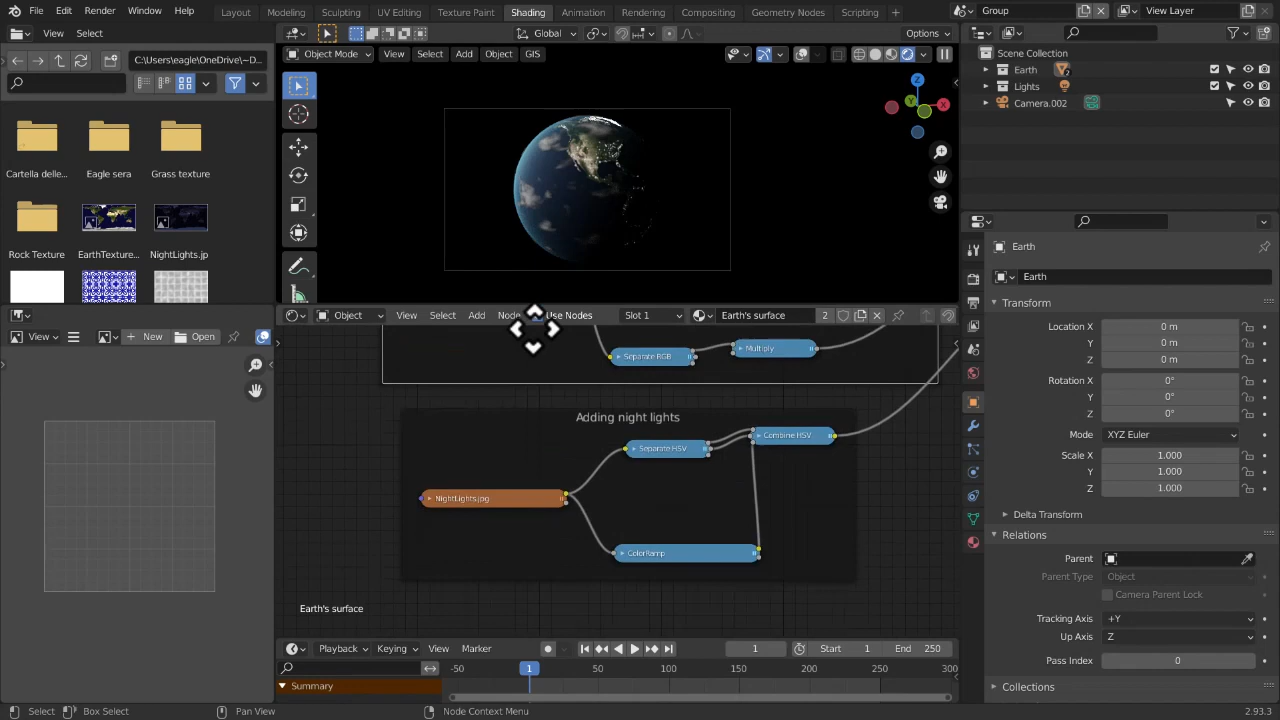 File Edit Render Window Help Layout Modeling Sculpting UV Editing Texture Paint Shading Animation Rendering Compositing Geometry Nodes Scripting + Group View Layer
View Select Global Options
C:\Users\eagle\OneDrive\~D...
Object Mode View Select Add Object GIS
Cartella delle... Eagle sera Grass texture
Rock Texture EarthTexture... NightLights.jp
Z
Y
X
Scene Collection
Earth 2
Lights
Camera.002
Earth
Earth
Transform
Location X 0 m
Y 0 m
Z 0 m
Rotation X 0°
Y 0°
Z 0°
Mode XYZ Euler
Scale X 1.000
Y 1.000
Z 1.000
Delta Transform
Relations
Parent Object
Parent Type Object
Camera Parent Lock
Tracking Axis +Y
Up Axis Z
Pass Index 0
Collections
View Open
Object View Select Add Node Use Nodes Slot 1 Earth's surface 2
Separate RGB Multiply
Adding night lights
Separate HSV Combine HSV
NightLights.jpg
ColorRamp
Earth's surface
Playback Keying View Marker 1 Start 1 End 250
-50 1 50 100 150 200 250 300
Summary
Select Box Select Pan View Node Context Menu 2.93.3